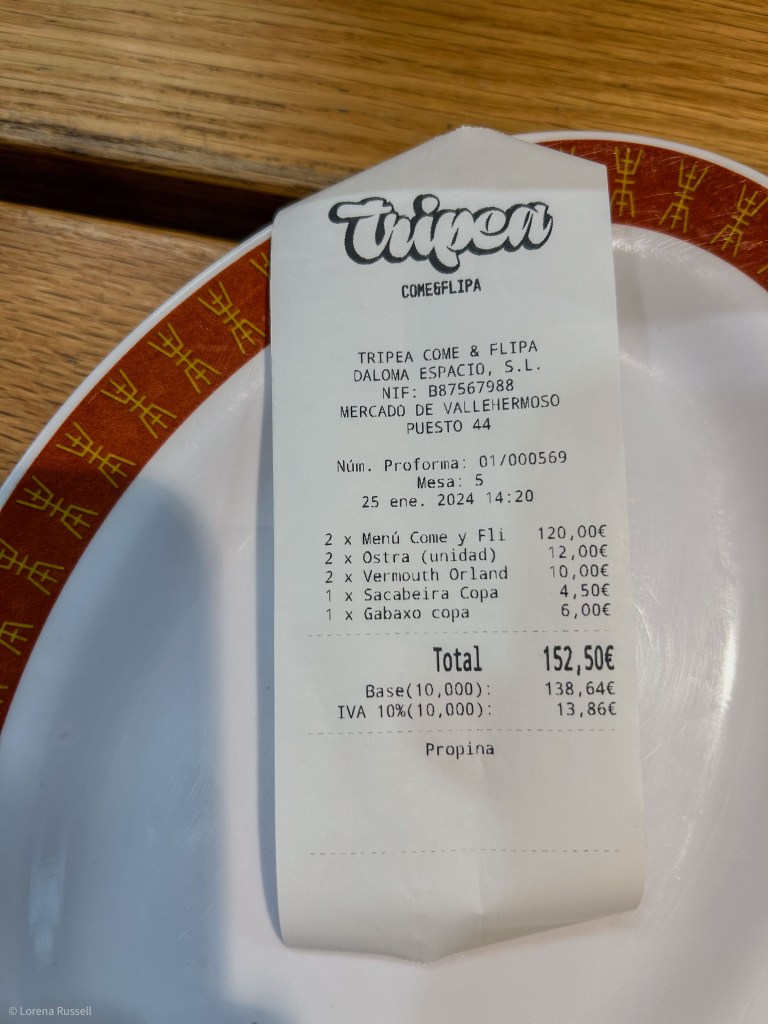 tripea
COME&FLIPA
TRIPEA COME & FLIPA
DALOMA ESPACIO, S.L.
NIF: B87567988
MERCADO DE VALLEHERMOSO
PUESTO 44
Núm. Proforma: 01/000569
Mesa: 5
25 ene. 2024 14:20
2 x Menú Come y Fli 120,00€
2 x Ostra (unidad) 12,00€
2 x Vermouth Orland 10,00€
1 x Sacabeira Copa 4,50€
1 x Gabaxo copa 6,00€
Total 152,50€
Base(10,000): 138,64€
IVA 10%(10,000): 13,86€
Propina
© Lorena Russell